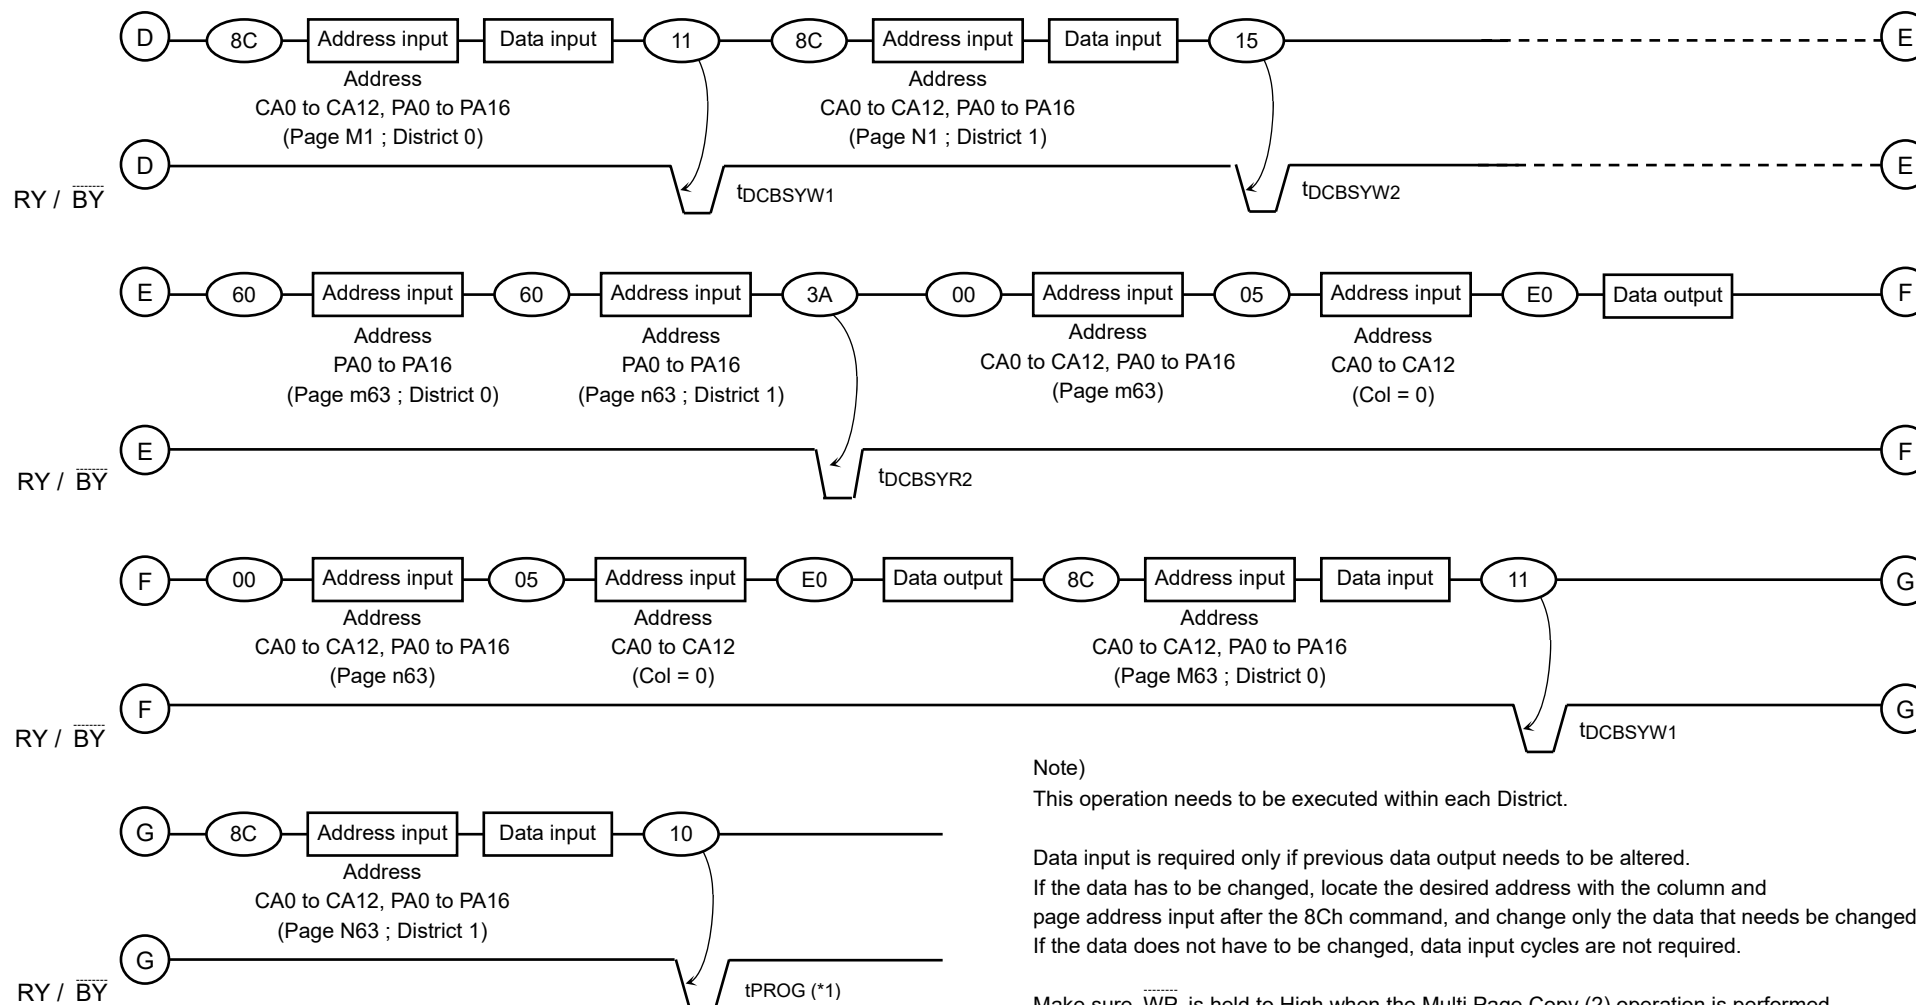 D 8C Address input Data input 11 8C Address input Data input 15 E
Address Address
CA0 to CA12, PA0 to PA16 CA0 to CA12, PA0 to PA16
(Page M1 ; District 0) (Page N1 ; District 1)
D E
RY / BY tDCBSYW1 tDCBSYW2
E 60 Address input 60 Address input 3A 00 Address input 05 Address input E0 Data output F
Address Address Address Address
PA0 to PA16 PA0 to PA16 CA0 to CA12, PA0 to PA16 CA0 to CA12
(Page m63 ; District 0) (Page n63 ; District 1) (Page m63) (Col = 0)
E F
RY / BY tDCBSYR2
F 00 Address input 05 Address input E0 Data output 8C Address input Data input 11 G
Address Address Address
CA0 to CA12, PA0 to PA16 CA0 to CA12 CA0 to CA12, PA0 to PA16
(Page n63) (Col = 0) (Page M63 ; District 0)
F G
RY / BY tDCBSYW1
G 8C Address input Data input 10
Address
CA0 to CA12, PA0 to PA16
(Page N63 ; District 1)
G
RY / BY tPROG (*1)
Note)
This operation needs to be executed within each District.
Data input is required only if previous data output needs to be altered.
If the data has to be changed, locate the desired address with the column and
page address input after the 8Ch command, and change only the data that needs be changed
If the data does not have to be changed, data input cycles are not required.
Make sure WP is held to High when the Multi Page Copy (2) operation is performed